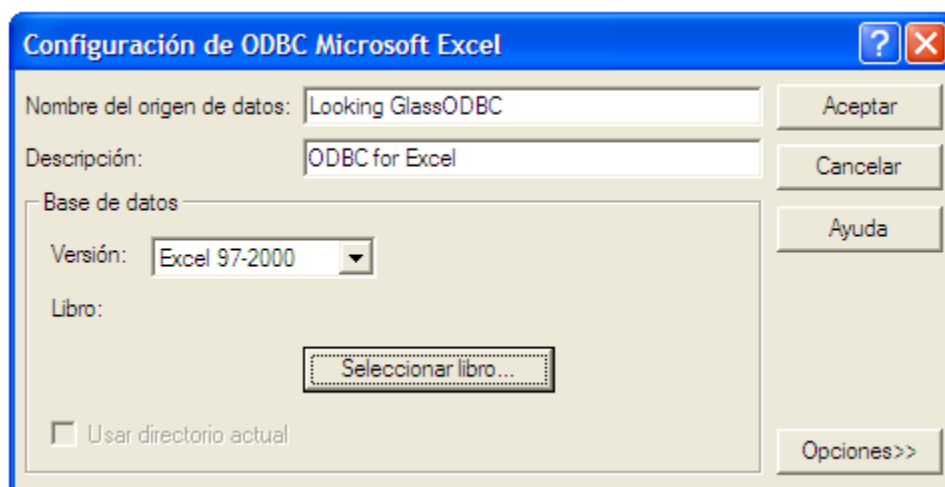 Configuración de ODBC Microsoft Excel
Nombre del origen de datos: Looking GlassODBC
Aceptar
Descripción: ODBC for Excel
Cancelar
Base de datos
Ayuda
Versión: Excel 97-2000
Libro:
Seleccionar libro...
Usar directorio actual
Opciones>>